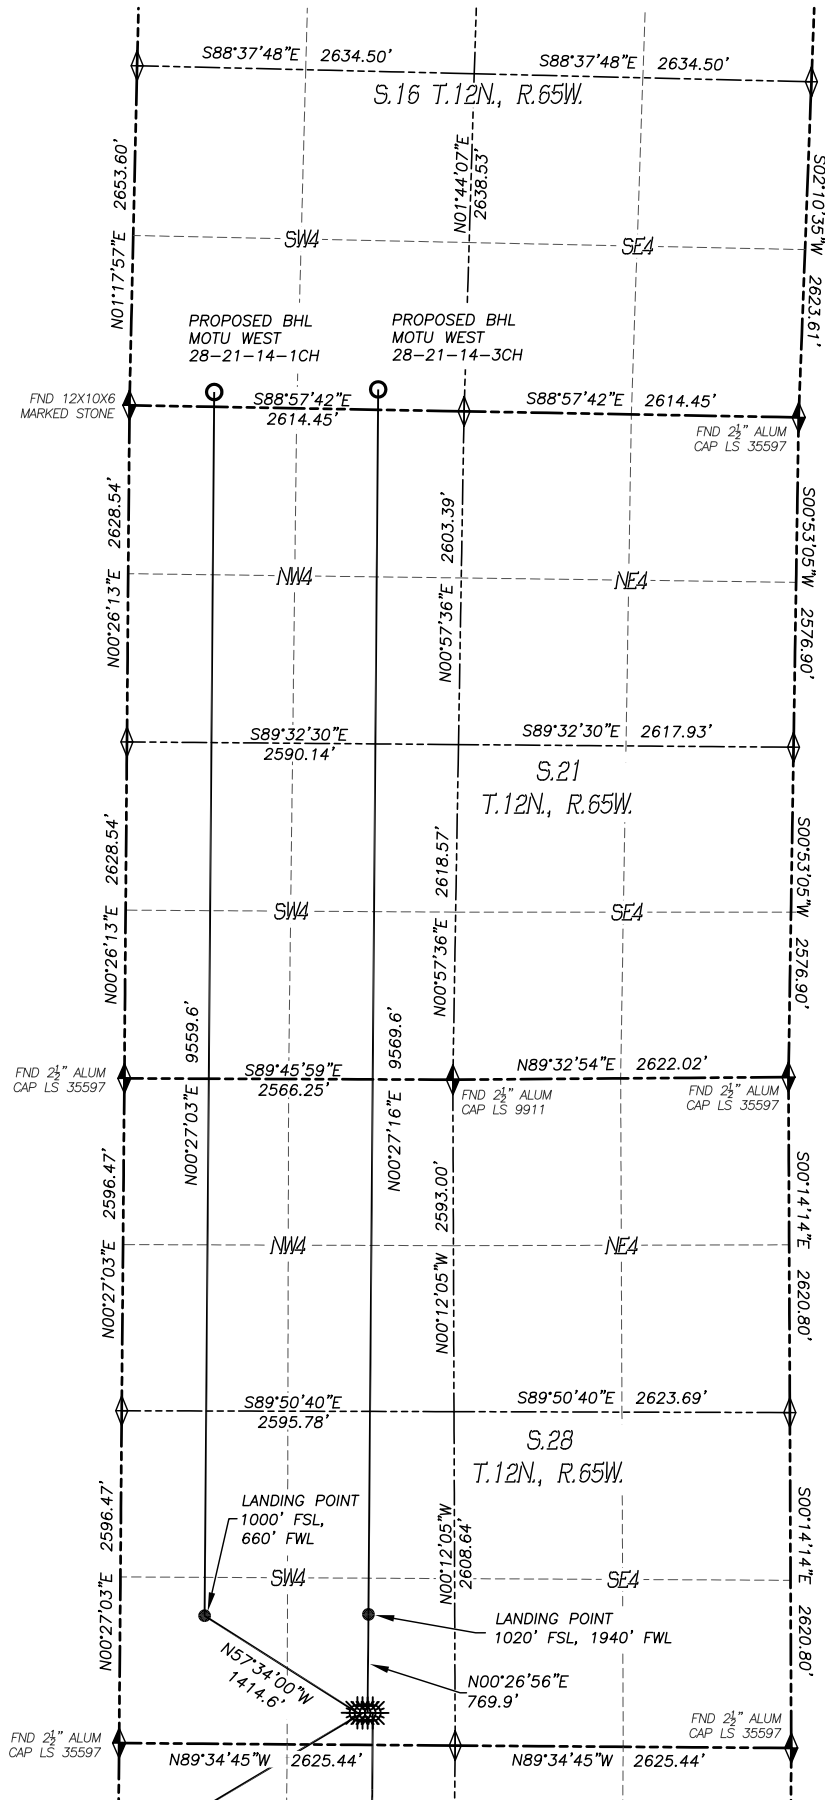 S88°37'48"E 2634.50'
S88°37'48"E 2634.50'
S.16 T.12N., R.65W.
N01°17'57"E 2653.60'
N01°44'07"E
2638.53'
S02°10'35"W 2623.61'
SW4
SE4
PROPOSED BHL
MOTU WEST
28-21-14-1CH
PROPOSED BHL
MOTU WEST
28-21-14-3CH
FND 12X10X6
MARKED STONE
S88°57'42"E
2614.45'
S88°57'42"E 2614.45'
FND 2½" ALUM
CAP LS 35597
N00°26'13"E 2628.54'
N00°57'36"E 2603.39'
S00°53'05"W 2576.90'
NW4
NE4
S89°32'30"E
2590.14'
S89°32'30"E 2617.93'
S.21
T.12N., R.65W.
N00°26'13"E 2628.54'
N00°57'36"E 2618.57'
S00°53'05"W 2576.90'
SW4
SE4
N00°27'03"E 9559.6'
N00°27'16"E 9569.6'
FND 2½" ALUM
CAP LS 35597
S89°45'59"E
2566.25'
N89°32'54"E 2622.02'
FND 2½" ALUM
CAP LS 9911
FND 2½" ALUM
CAP LS 35597
N00°27'03"E 2596.47'
N00°12'05"W 2593.00'
S00°14'14"E 2620.80'
NW4
NE4
S89°50'40"E
2595.78'
S89°50'40"E 2623.69'
S.28
T.12N., R.65W.
LANDING POINT
1000' FSL,
660' FWL
N00°27'03"E 2596.47'
N00°12'05"W
2608.64'
S00°14'14"E 2620.80'
SW4
SE4
LANDING POINT
1020' FSL, 1940' FWL
N57°34'00"W
1414.6'
N00°26'56"E
769.9'
FND 2½" ALUM
CAP LS 35597
FND 2½" ALUM
CAP LS 35597
N89°34'45"W 2625.44'
N89°34'45"W 2625.44'